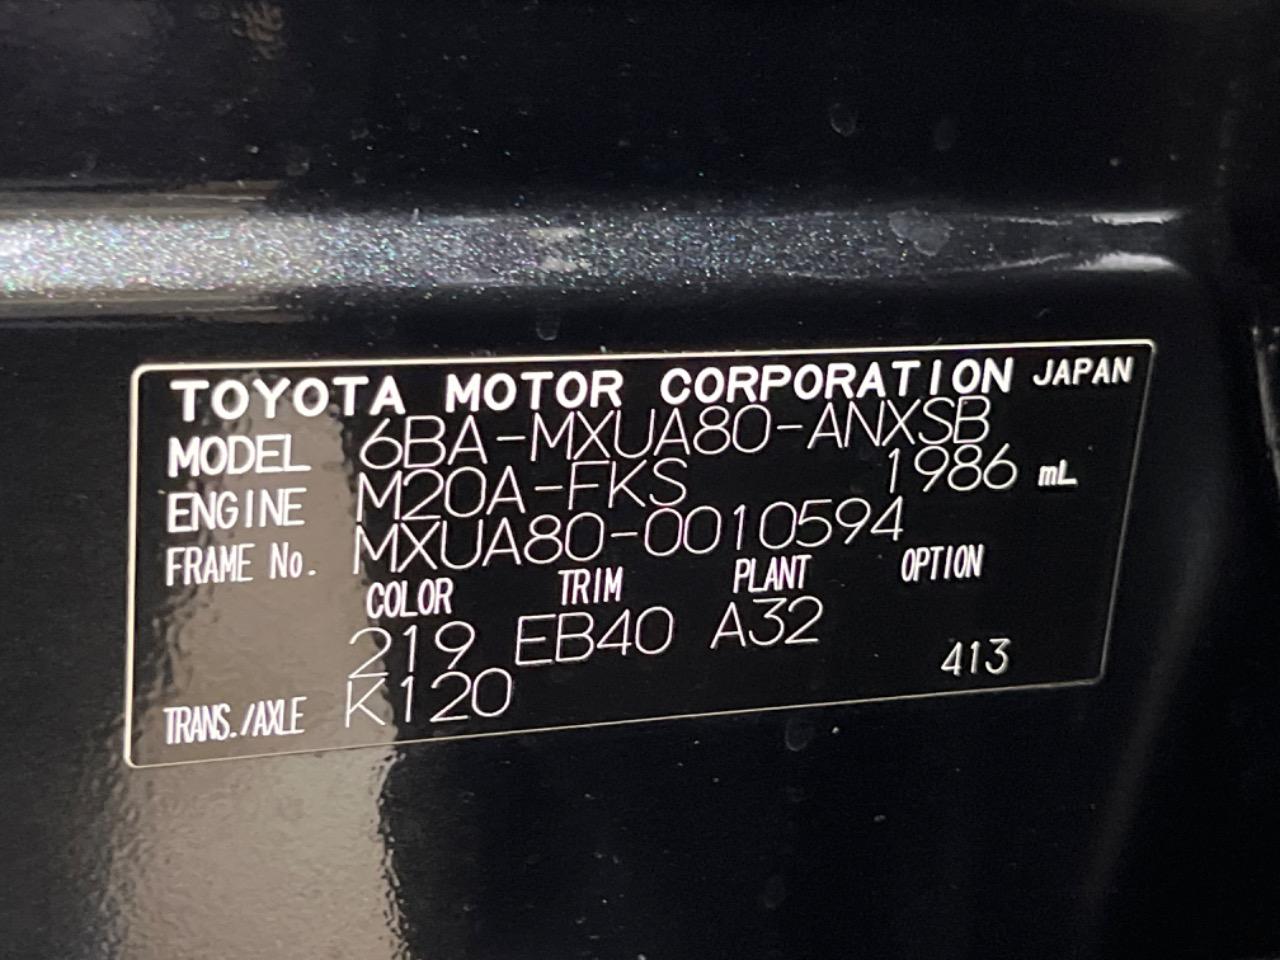 TOYOTA MOTOR CORPORATION JAPAN
MODEL 6BA-MXUA80-ANXSB
ENGINE M20A-FKS 1986 mL
FRAME No. MXUA80-0010594
COLOR TRIM PLANT OPTION
219 EB40 A32
413
TRANS./AXLE K120